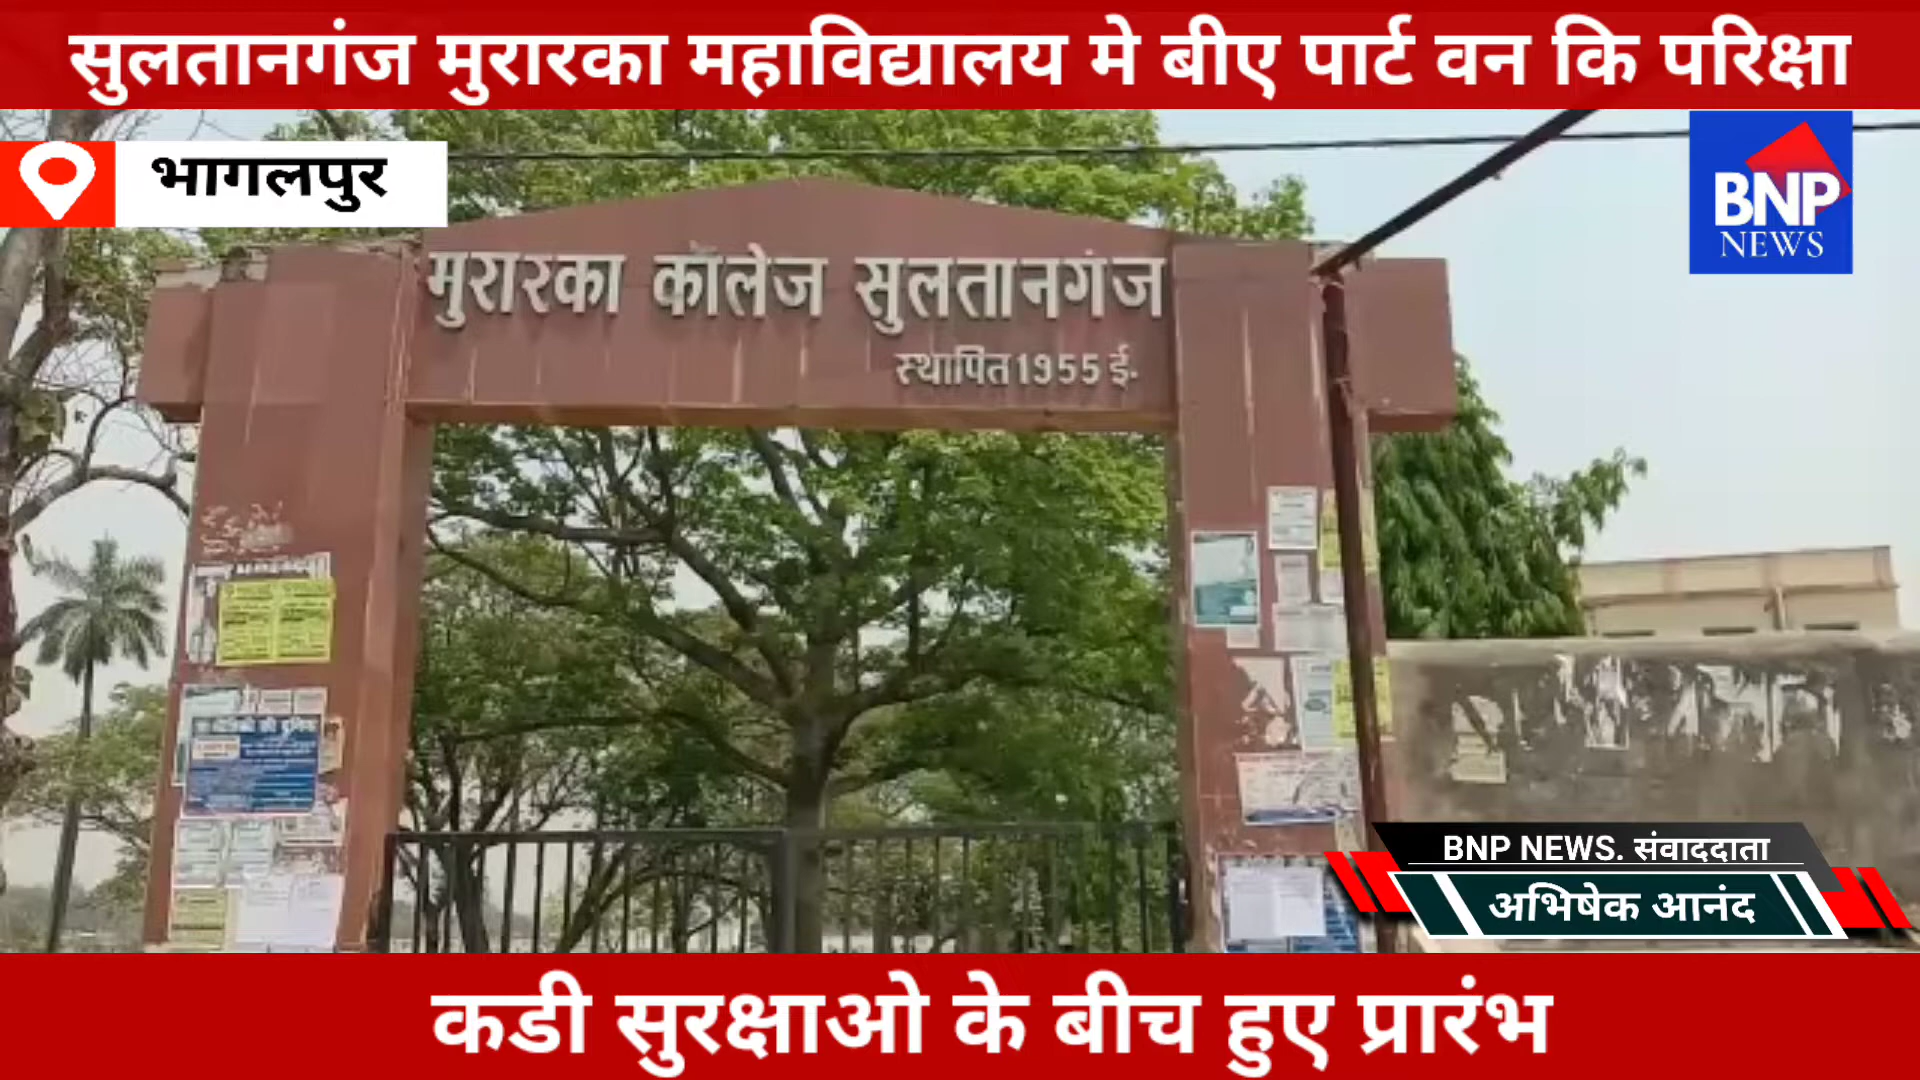 सुलतानगंज मुरारका महाविद्यालय मे बीए पार्ट वन कि परिक्षा
भागलपुर
BNP
NEWS
मुरारका कॉलेज सुलतानगंज
स्थापित 1955 ई.
BNP NEWS. संवाददाता
अभिषेक आनंद
कडी सुरक्षाओ के बीच हुए प्रारंभ